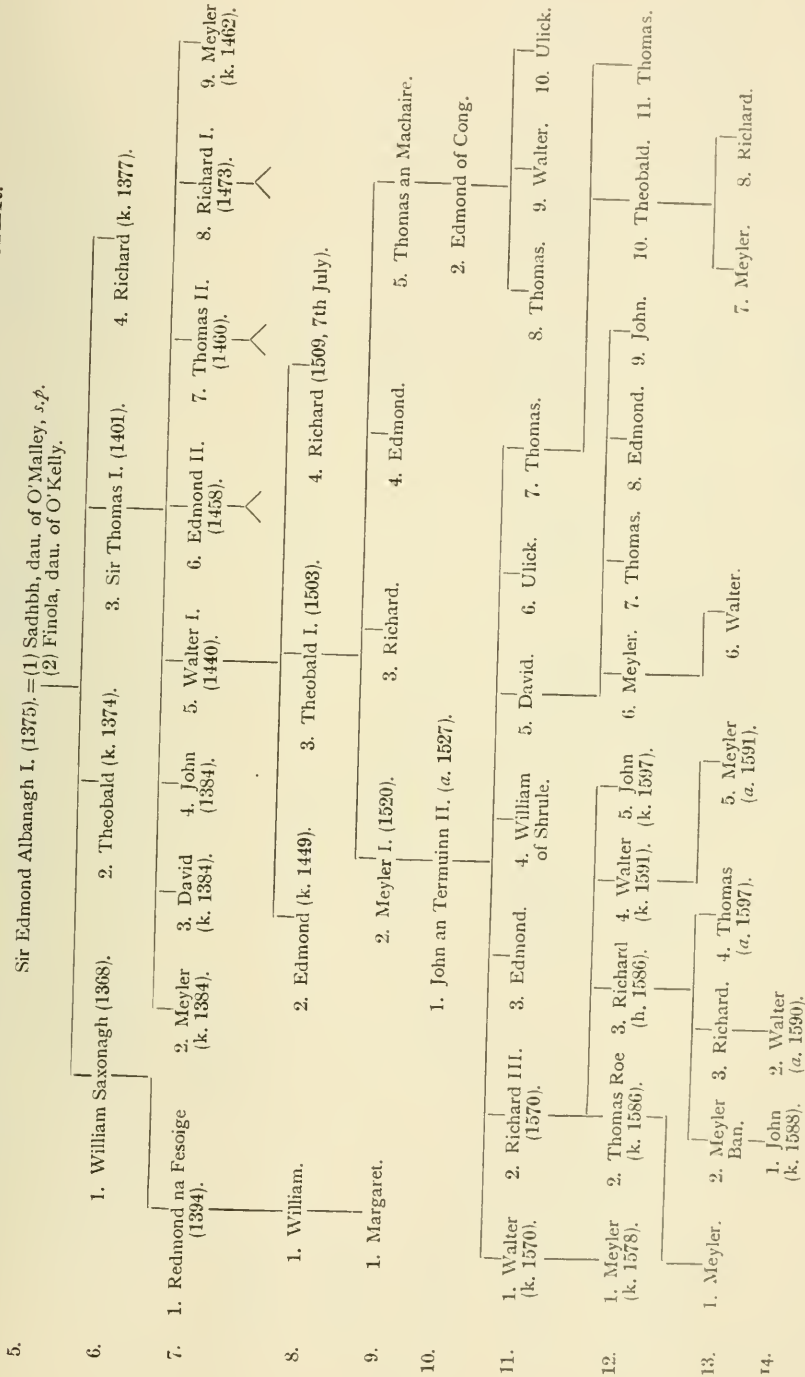 5.
Sir Edmond Albanagh I. (1375). = (1) Sadhbh, dau. of O'Malley, s.p.
(2) Finola, dau. of O'Kelly.
6.
1. William Saxonagh (1368). 2. Theobald (k. 1374). 3. Sir Thomas I. (1401). 4. Richard (k. 1377).
7.
1. Redmond na Fesoige 2. Meyler 3. David 4. John 5. Walter I. 6. Edmond II. 7. Thomas II. 8. Richard I. 9. Meyler
(1394). (k. 1384). (k. 1384). (1384). (1440). (1458). (1460). (1473). (k. 1462).
8.
1. William. 2. Edmond (k. 1449). 3. Theobald I. (1503). 4. Richard (1509, 7th July).
9.
1. Margaret. 2. Meyler I. (1520). 3. Richard. 4. Edmond. 5. Thomas an Machaire.
10.
1. John an Termuinn II. (a. 1527). 2. Edmond of Cong.
11.
1. Walter 2. Richard III. 3. Edmond. 4. William 5. David. 6. Ulick. 7. Thomas. 8. Thomas. 9. Walter. 10. Ulick.
(k. 1570). (1570). of Shrule.
12.
1. Meyler 2. Thomas Roe 3. Richard 4. Walter 5. John 6. Meyler. 7. Thomas. 8. Edmond. 9. John. 10. Theobald. 11. Thomas.
(k. 1578). (k. 1586). (h. 1586). (k. 1591). (k. 1597).
13.
1. Meyler. 2. Meyler 3. Richard. 4. Thomas 5. Meyler 6. Walter. 7. Meyler. 8. Richard.
Ban. (a. 1597). (a. 1591).
14.
1. John 2. Walter
(k. 1588). (a. 1590).